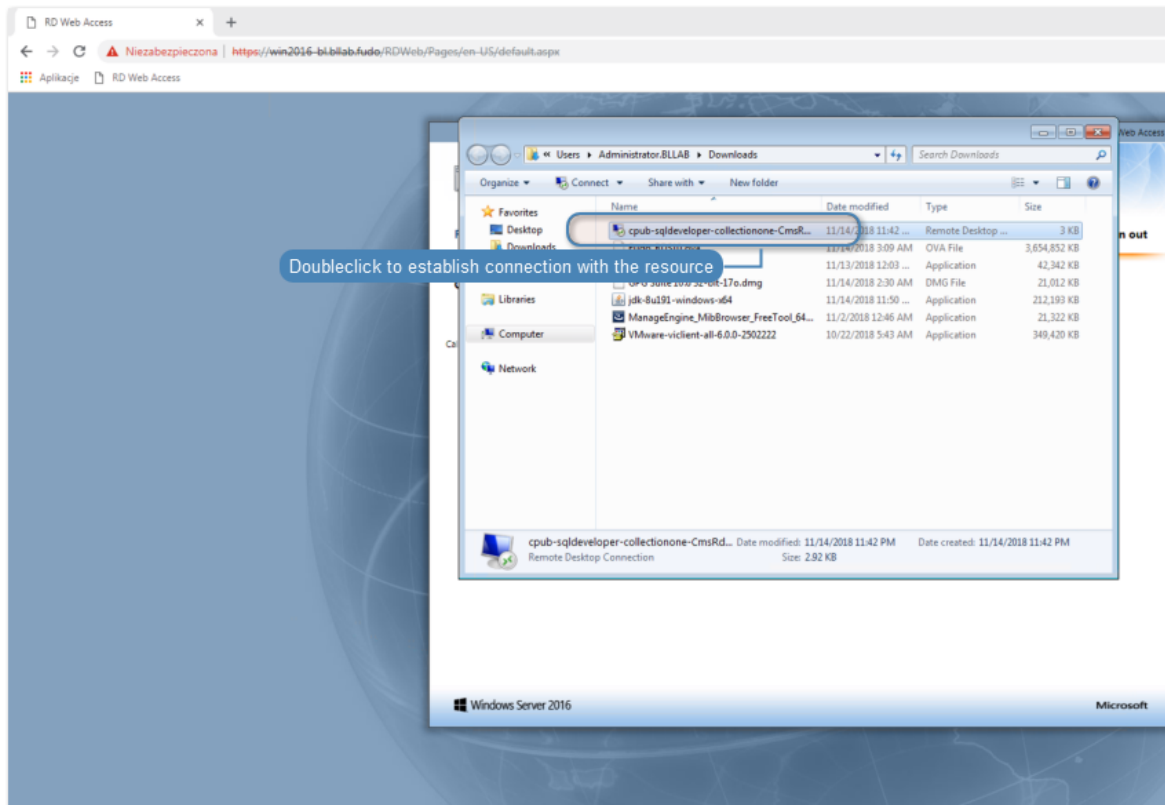 RD Web Access
Niezabezpieczona | https://win2016-bl.bllab.fudo/RDWeb/Pages/en-US/default.aspx
Aplikacje RD Web Access
Web Access
« Users ▸ Administrator.BLLAB ▸ Downloads Search Downloads
Organize Connect Share with New folder
Favorites Name Date modified Type Size
Desktop cpub-sqldeveloper-collectionone-CmsR... 11/14/2018 11:42 ... Remote Desktop ... 3 KB
n out
Downloads 11/14/2018 3:09 AM OVA File 3,654,852 KB
Doubleclick to establish connection with the resource
11/13/2018 12:03 ... Application 42,342 KB
11/14/2018 2:30 AM DMG File 21,012 KB
Libraries jdk-8u191-windows-x64 11/14/2018 11:50 ... Application 212,193 KB
ManageEngine_MibBrowser_FreeTool_64... 11/2/2018 12:46 AM Application 21,322 KB
Computer VMware-viclient-all-6.0.0-2502222 10/22/2018 5:43 AM Application 349,420 KB
Cal
Network
cpub-sqldeveloper-collectionone-CmsRd... Date modified: 11/14/2018 11:42 PM Date created: 11/14/2018 11:42 PM
Remote Desktop Connection Size: 2.92 KB
Windows Server 2016 Microsoft